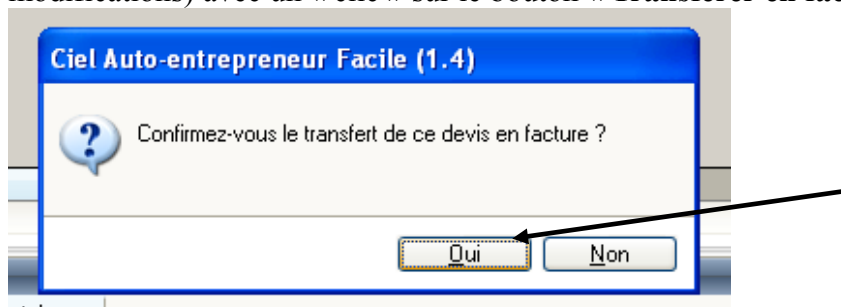 Ciel Auto-entrepreneur Facile (1.4)
Confirmez-vous le transfert de ce devis en facture ?
Oui Non